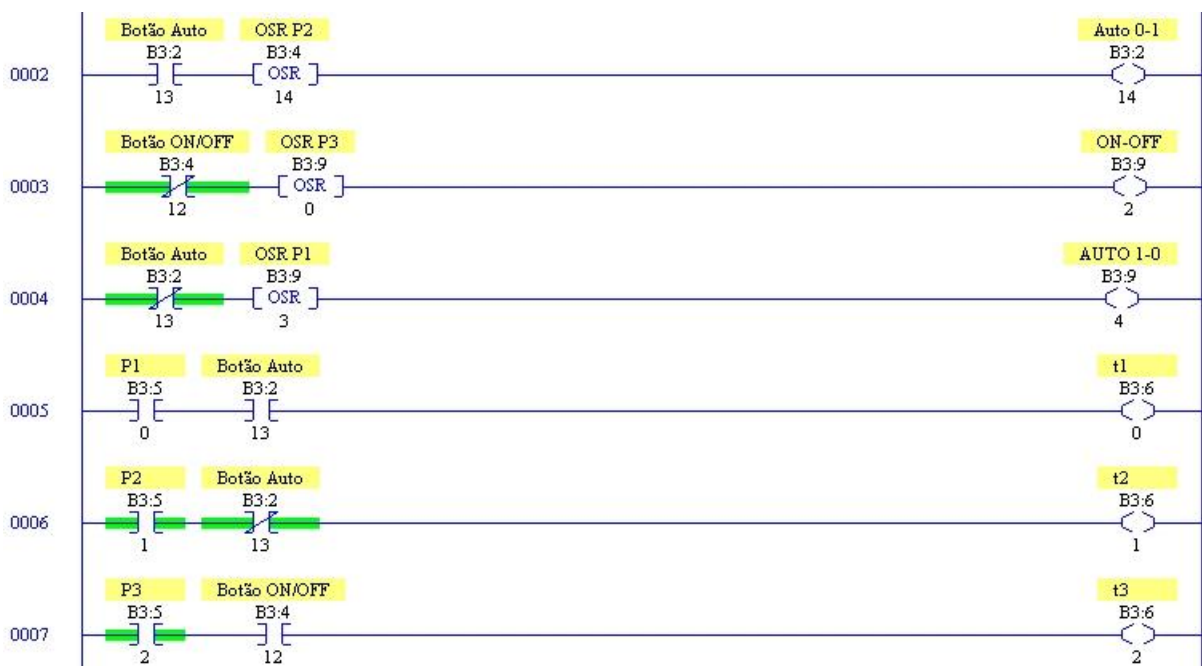 Botão Auto OSR P2 Auto 0-1
B3:2 B3:4 B3:2
0002 OSR
13 14 14
Botão ON/OFF OSR P3 ON-OFF
B3:4 B3:9 B3:9
0003 OSR
12 0 2
Botão Auto OSR P1 AUTO 1-0
B3:2 B3:9 B3:9
0004 OSR
13 3 4
P1 Botão Auto t1
B3:5 B3:2 B3:6
0005
0 13 0
P2 Botão Auto t2
B3:5 B3:2 B3:6
0006
1 13 1
P3 Botão ON/OFF t3
B3:5 B3:4 B3:6
0007
2 12 2